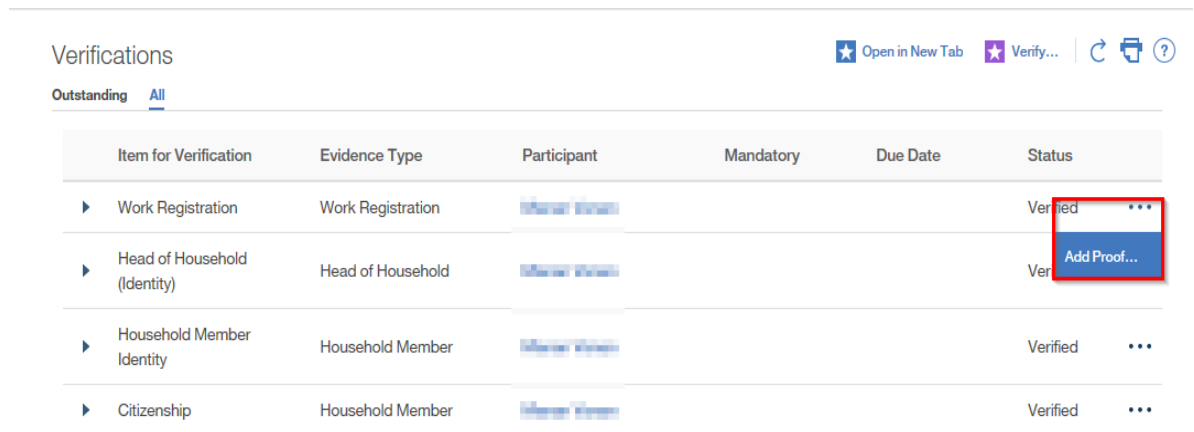 Verifications
Open in New Tab Verify... ?
Outstanding All
Item for Verification Evidence Type Participant Mandatory Due Date Status
Work Registration Work Registration Verified ...
Head of Household
(Identity)
Head of Household Ver
Add Proof...
Household Member
Identity
Household Member Verified ...
Citizenship Household Member Verified ...